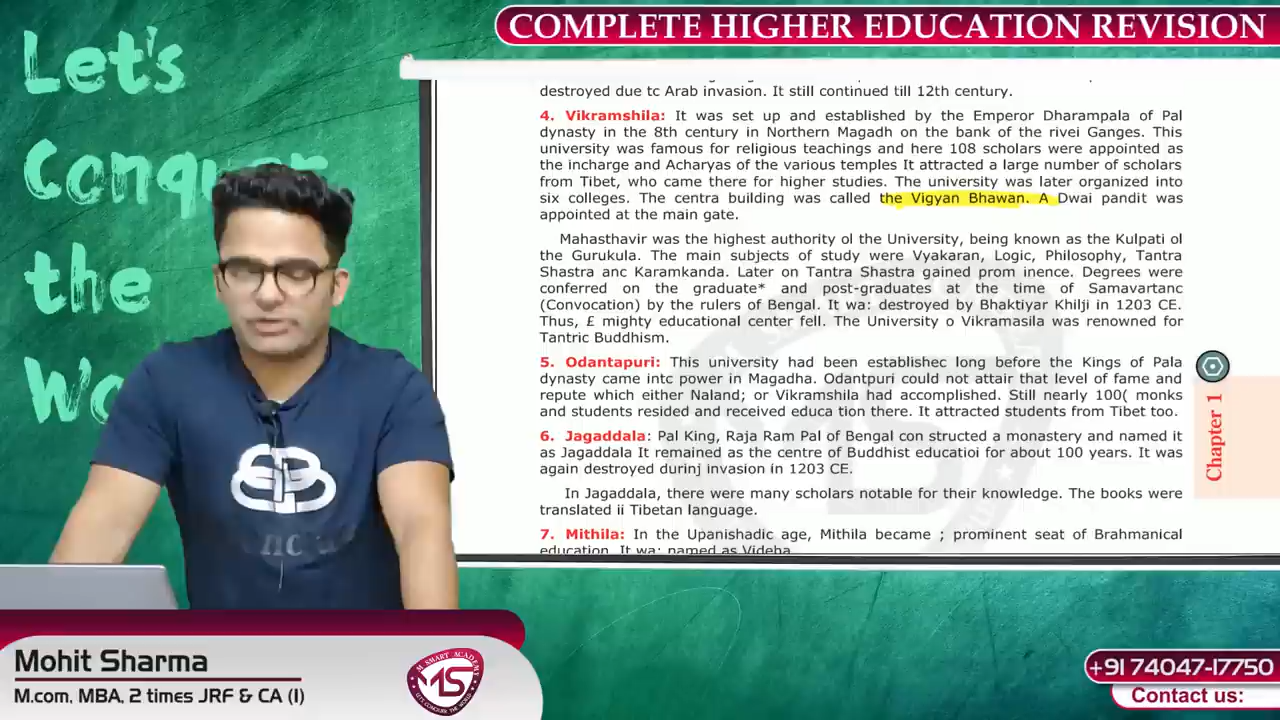 COMPLETE HIGHER EDUCATION REVISION
Let's
the
destroyed due tc Arab invasion. It still continued till 12th century.
4. Vikramshila: It was set up and established by the Emperor Dharampala of Pal
dynasty in the 8th century in Northern Magadh on the bank of the rivei Ganges. This
university was famous for religious teachings and here 108 scholars were appointed as
the incharge and Acharyas of the various temples It attracted a large number of scholars
from Tibet, who came there for higher studies. The university was later organized into
six colleges. The centra building was called the Vigyan Bhawan. A Dwai pandit was
appointed at the main gate.
Mahasthavir was the highest authority ol the University, being known as the Kulpati ol
the Gurukula. The main subjects of study were Vyakaran, Logic, Philosophy, Tantra
Shastra anc Karamkanda. Later on Tantra Shastra gained prom inence. Degrees were
conferred on the graduate* and post-graduates at the time of Samavartanc
(Convocation) by the rulers of Bengal. It wa: destroyed by Bhaktiyar Khilji in 1203 CE.
Thus, £ mighty educational center fell. The University o Vikramasila was renowned for
Tantric Buddhism.
5. Odantapuri: This university had been establishec long before the Kings of Pala
dynasty came intc power in Magadha. Odantpuri could not attair that level of fame and
repute which either Naland; or Vikramshila had accomplished. Still nearly 100( monks
and students resided and received educa tion there. It attracted students from Tibet too.
6. Jagaddala: Pal King, Raja Ram Pal of Bengal con structed a monastery and named it
as Jagaddala It remained as the centre of Buddhist educatioi for about 100 years. It was
again destroyed durinj invasion in 1203 CE.
In Jagaddala, there were many scholars notable for their knowledge. The books were
translated ii Tibetan language.
7. Mithila: In the Upanishadic age, Mithila became ; prominent seat of Brahmanical
education. It wa: named as Videha.
Chapter 1
Mohit Sharma
M.com, MBA, 2 times JRF & CA (I)
M SMART ACADEMY
MS
LET'S CONQUER THE WORLD
+91 74047-17750
Contact us: